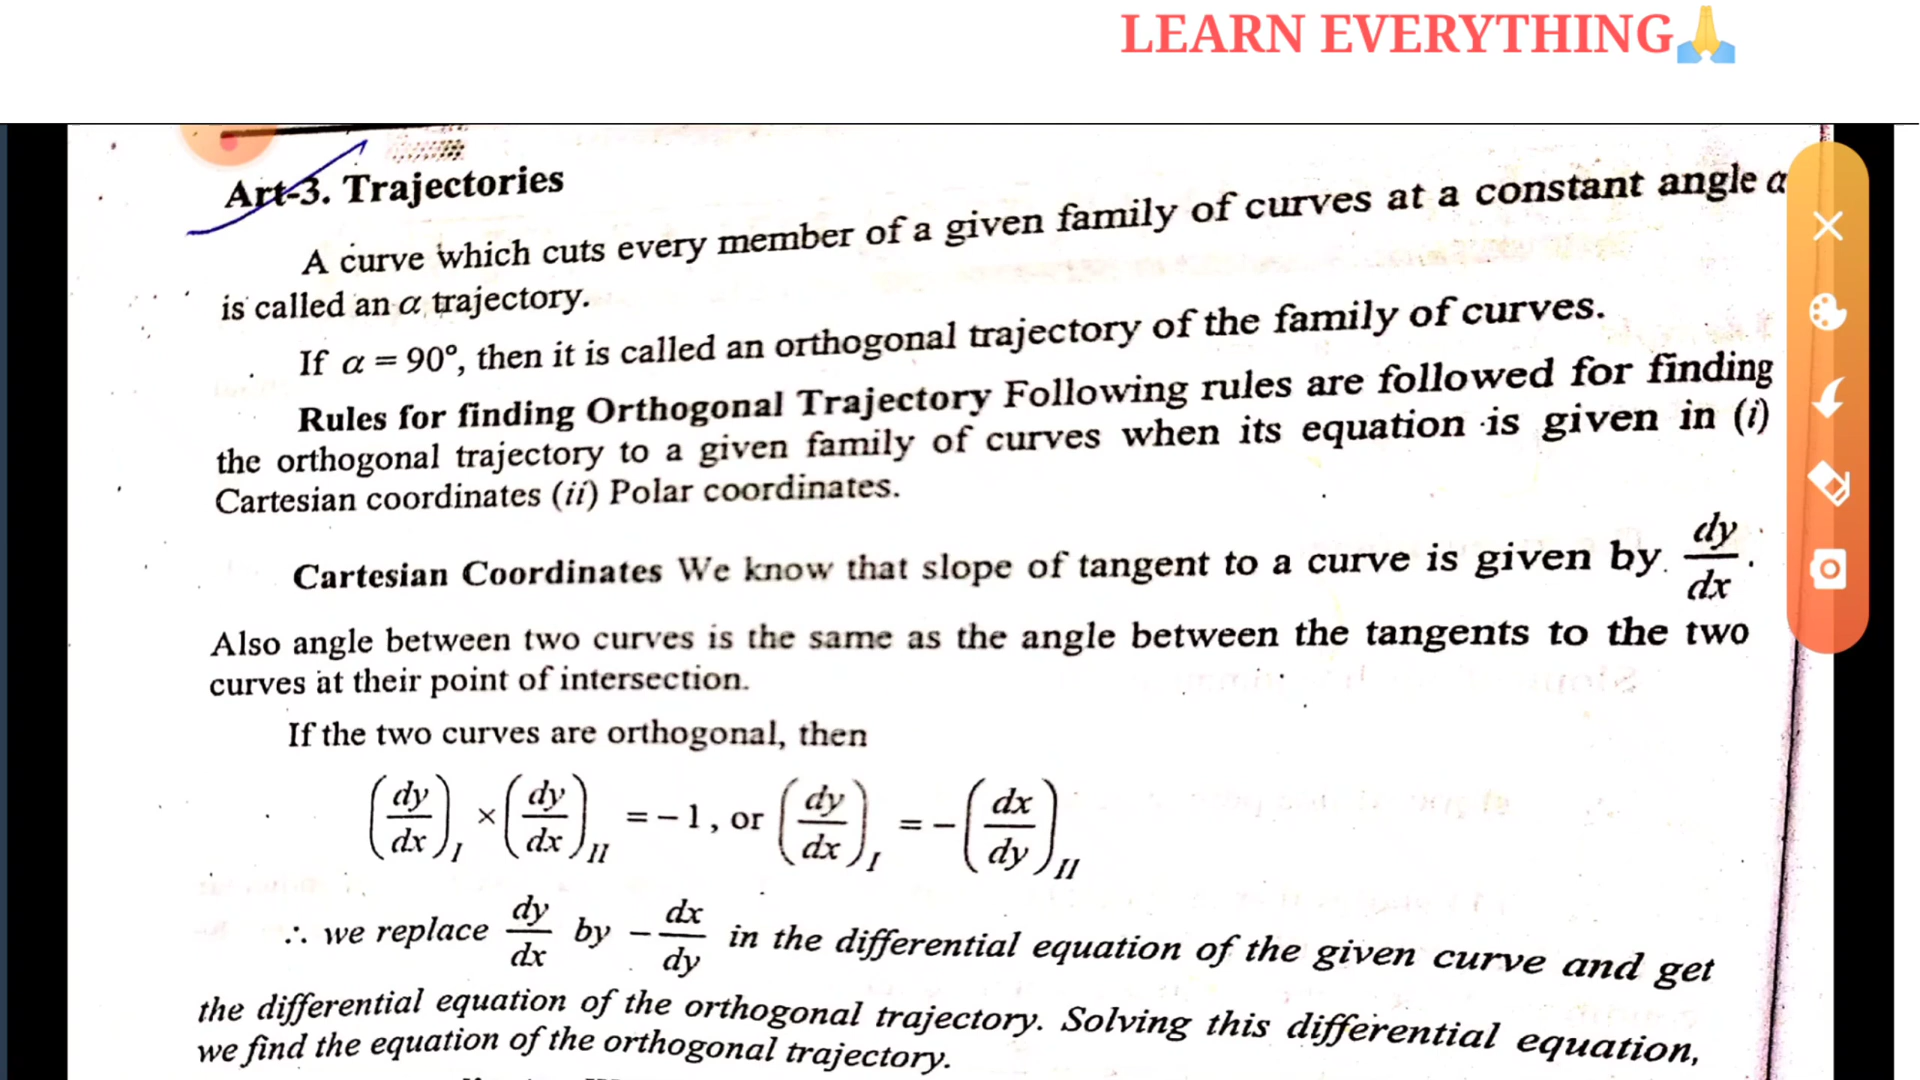 LEARN EVERYTHING🙏
Art-3. Trajectories
A curve which cuts every member of a given family of curves at a constant angle α
is called an α trajectory.
If α = 90°, then it is called an orthogonal trajectory of the family of curves.
Rules for finding Orthogonal Trajectory Following rules are followed for finding
the orthogonal trajectory to a given family of curves when its equation is given in (i)
Cartesian coordinates (ii) Polar coordinates.
Cartesian Coordinates We know that slope of tangent to a curve is given by dy/dx.
Also angle between two curves is the same as the angle between the tangents to the two
curves at their point of intersection.
If the two curves are orthogonal, then
(dy/dx)_I × (dy/dx)_II = − 1, or (dy/dx)_I = − (dx/dy)_II
∴ we replace dy/dx by − dx/dy in the differential equation of the given curve and get
the differential equation of the orthogonal trajectory. Solving this differential equation,
we find the equation of the orthogonal trajectory.